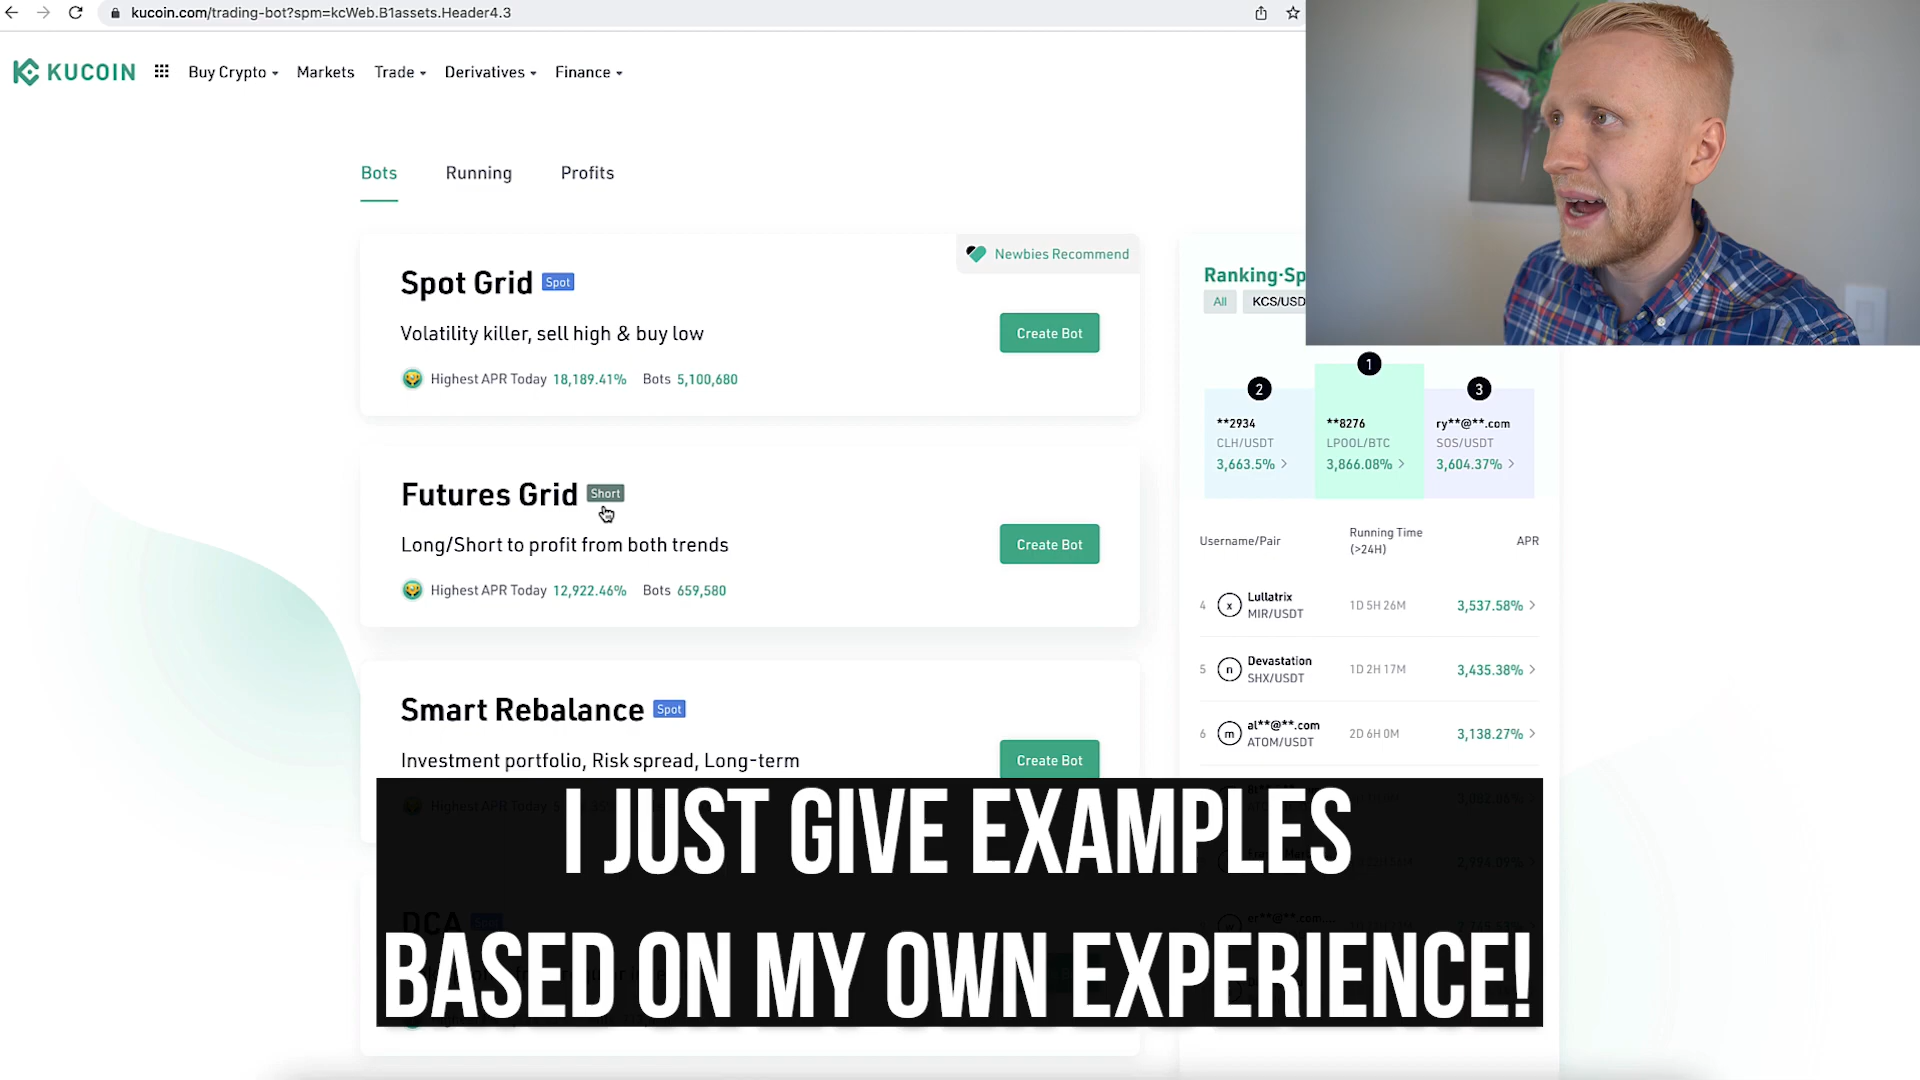 kucoin.com/trading-bot?spm=kcWeb.B1assets.Header4.3
KUCOIN Buy Crypto Markets Trade Derivatives Finance
Bots Running Profits
Newbies Recommend
Spot Grid Spot
Volatility killer, sell high & buy low
Create Bot
Highest APR Today 18,189.41% Bots 5,100,680
Futures Grid Short
Long/Short to profit from both trends
Create Bot
Highest APR Today 12,922.46% Bots 659,580
Smart Rebalance Spot
Investment portfolio, Risk spread, Long-term
Create Bot
Highest APR Today
DCA
Ranking·Sp
All KCS/USD
1
2
3
**2934
CLH/USDT
3,663.5%
**8276
LPOOL/BTC
3,866.08%
ry**@**.com
SOS/USDT
3,604.37%
Username/Pair Running Time (>24H) APR
4 x Lullatrix MIR/USDT 1D 5H 26M 3,537.58%
5 n Devastation SHX/USDT 1D 2H 17M 3,435.38%
6 m al**@**.com ATOM/USDT 2D 6H 0M 3,138.27%
I JUST GIVE EXAMPLES
BASED ON MY OWN EXPERIENCE!